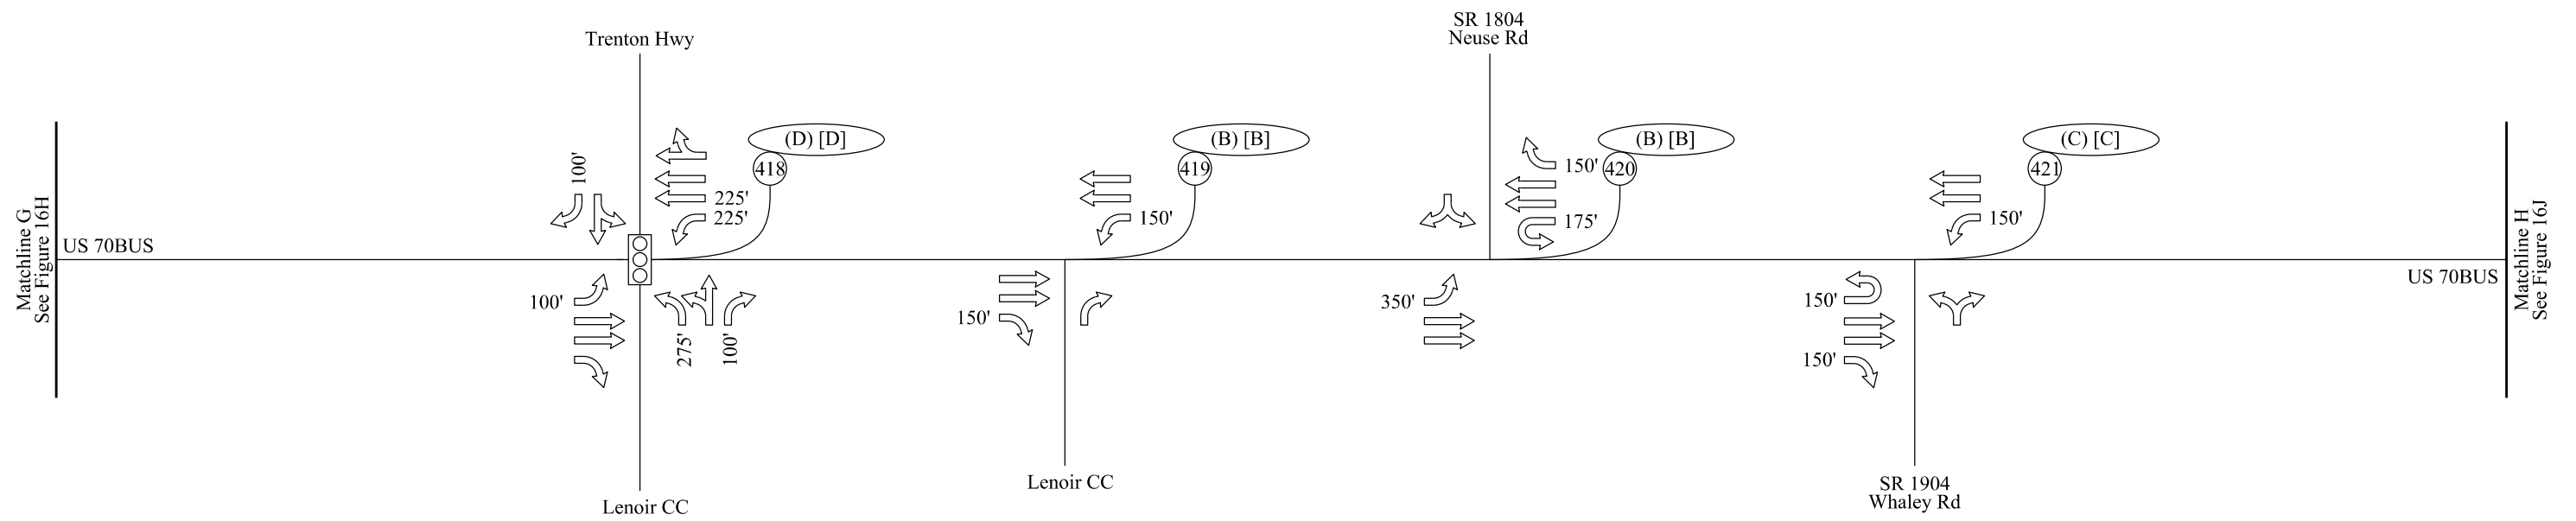 Matchline G
See Figure 16H
US 70BUS
Trenton Hwy
100'
225'
225'
(D) [D]
418
100'
275'
100'
Lenoir CC
(B) [B]
419
150'
150'
Lenoir CC
SR 1804
Neuse Rd
(B) [B]
420
150'
175'
350'
(C) [C]
421
150'
150'
150'
SR 1904
Whaley Rd
US 70BUS
Matchline H
See Figure 16J